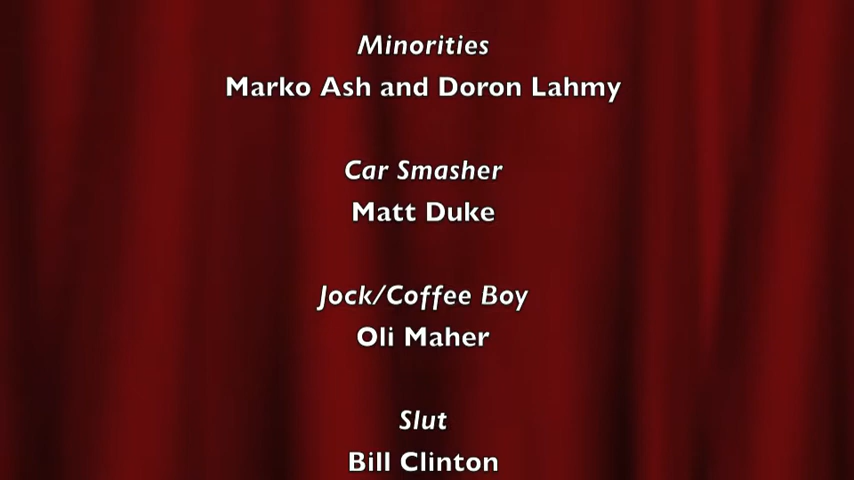 Minorities
Marko Ash and Doron Lahmy
Car Smasher
Matt Duke
Jock/Coffee Boy
Oli Maher
Slut
Bill Clinton